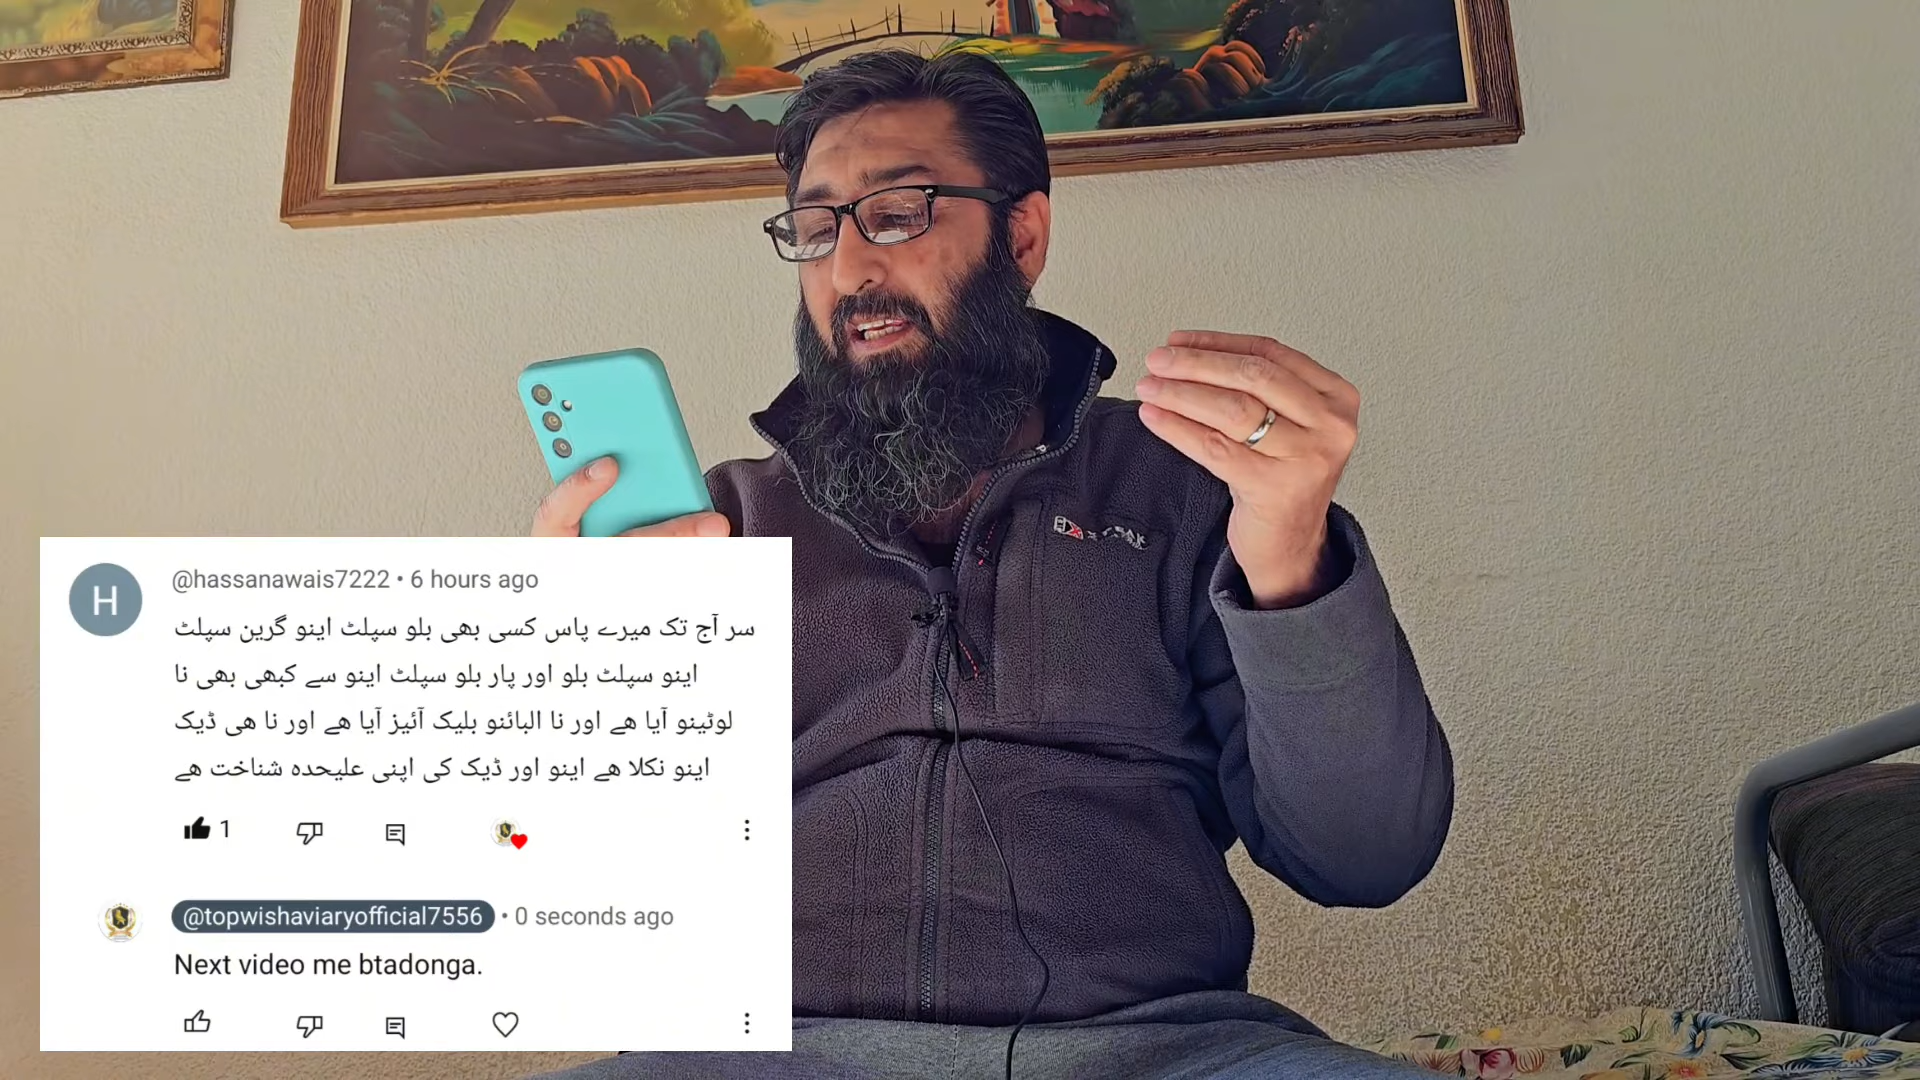 @hassanawais7222 • 6 hours ago
H
سر آج تک میرے پاس کسی بھی بلو سپلٹ اینو گرین سپلٹ
اینو سپلٹ بلو اور پار بلو سپلٹ اینو سے کبھی بھی نا
لوٹینو آیا ھے اور نا البائنو بلیک آئیز آیا ھے اور نا ھی ڈیک
اینو نکلا ھے اینو اور ڈیک کی اپنی علیحدہ شناخت ھے
1
@topwishaviaryofficial7556 • 0 seconds ago
Next video me btadonga.